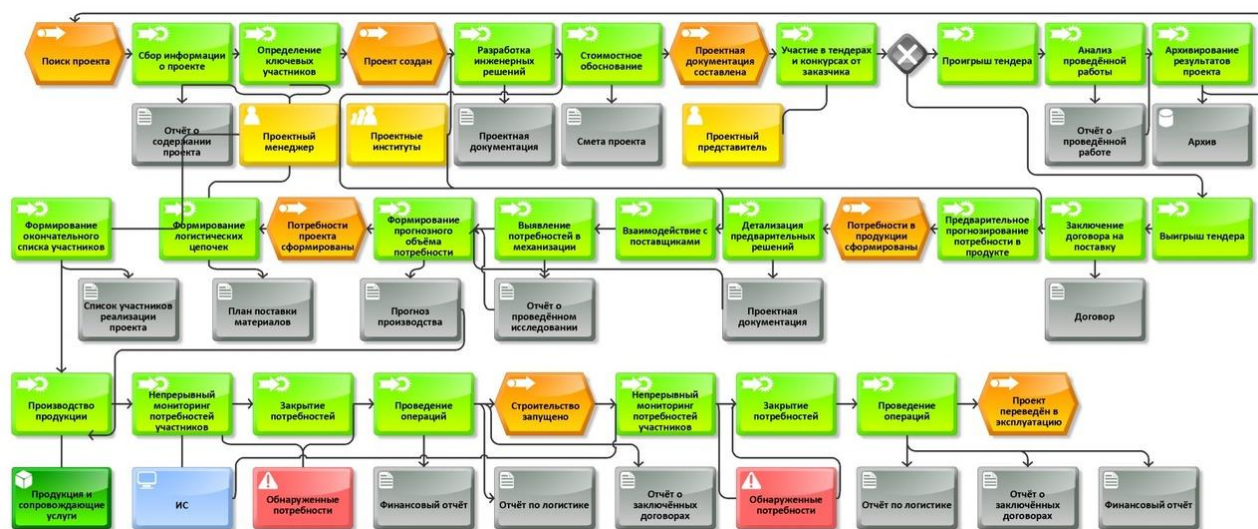 Поиск проекта
Сбор информации
о проекте
Определение
ключевых
участников
Проект создан
Разработка
инженерных
решений
Стоимостное
обоснование
Проектная
документация
составлена
Участие в тендерах
и конкурсах от
заказчика
Проигрыш тендера
Анализ
проведённой
работы
Архивирование
результатов
проекта
Отчёт о
содержании
проекта
Проектный
менеджер
Проектные
институты
Проектная
документация
Смета проекта
Проектный
представитель
Отчёт о
проведённой
работе
Архив
Формирование
окончательного
списка участников
Формирование
логистических
цепочек
Потребности
проекта
сформированы
Формирование
прогнозного
объёма
потребности
Выявление
потребностей в
механизации
Взаимодействие с
поставщиками
Детализация
предварительных
решений
Потребности в
продукции
сформированы
Предварительное
прогнозирование
потребности в
продукте
Заключение
договора на
поставку
Выигрыш тендера
Список участников
реализации
проекта
План поставки
материалов
Прогноз
производства
Отчёт о
проведённом
исследовании
Проектная
документация
Договор
Производство
продукции
Непрерывный
мониторинг
потребностей
участников
Закрытие
потребностей
Проведение
операций
Строительство
запущено
Непрерывный
мониторинг
потребностей
участников
Закрытие
потребностей
Проведение
операций
Проект
переведён в
эксплуатацию
Продукция и
сопровождающие
услуги
ИС
Обнаруженные
потребности
Финансовый отчёт
Отчёт по логистике
Отчёт о
заключённых
договорах
Обнаруженные
потребности
Отчёт по логистике
Отчёт о
заключённых
договорах
Финансовый отчёт